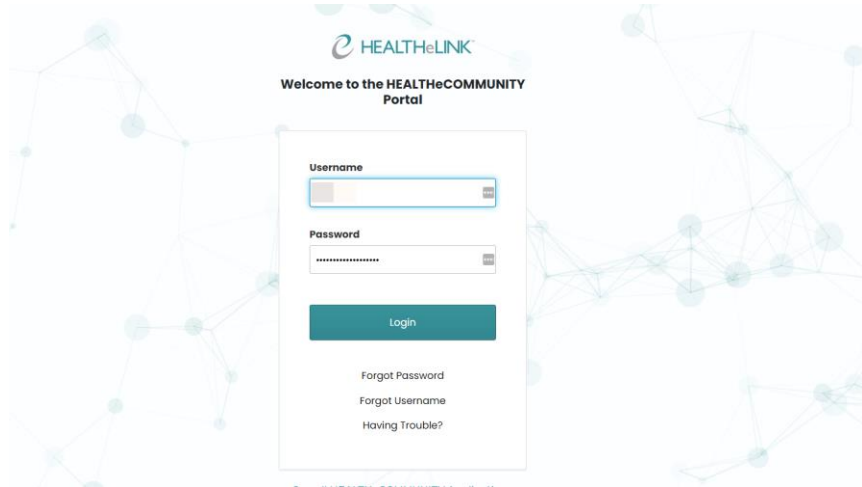 HEALTHeLINK
Welcome to the HEALTHeCOMMUNITY
Portal
Username
Password
Login
Forgot Password
Forgot Username
Having Trouble?